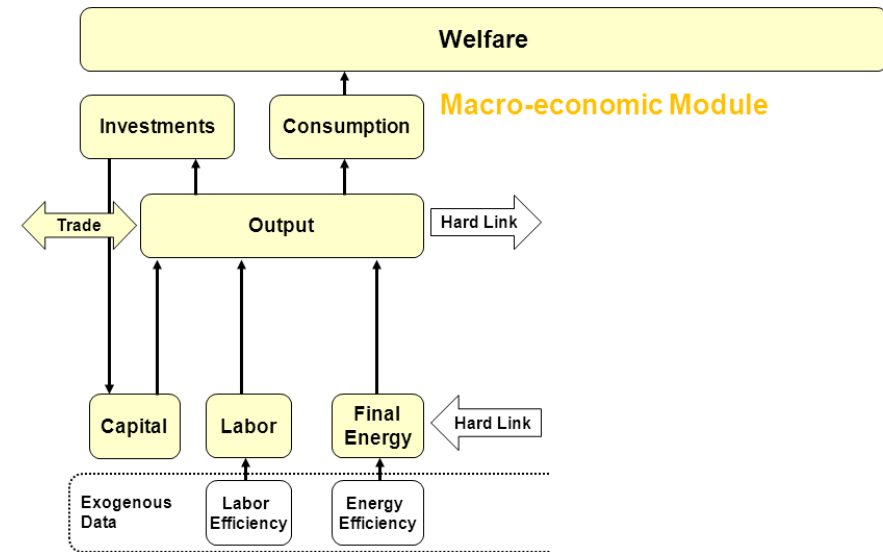 Welfare
Macro-economic Module
Investments
Consumption
Trade
Output
Hard Link
Capital
Labor
Final
Energy
Hard Link
Exogenous
Data
Labor
Efficiency
Energy
Efficiency